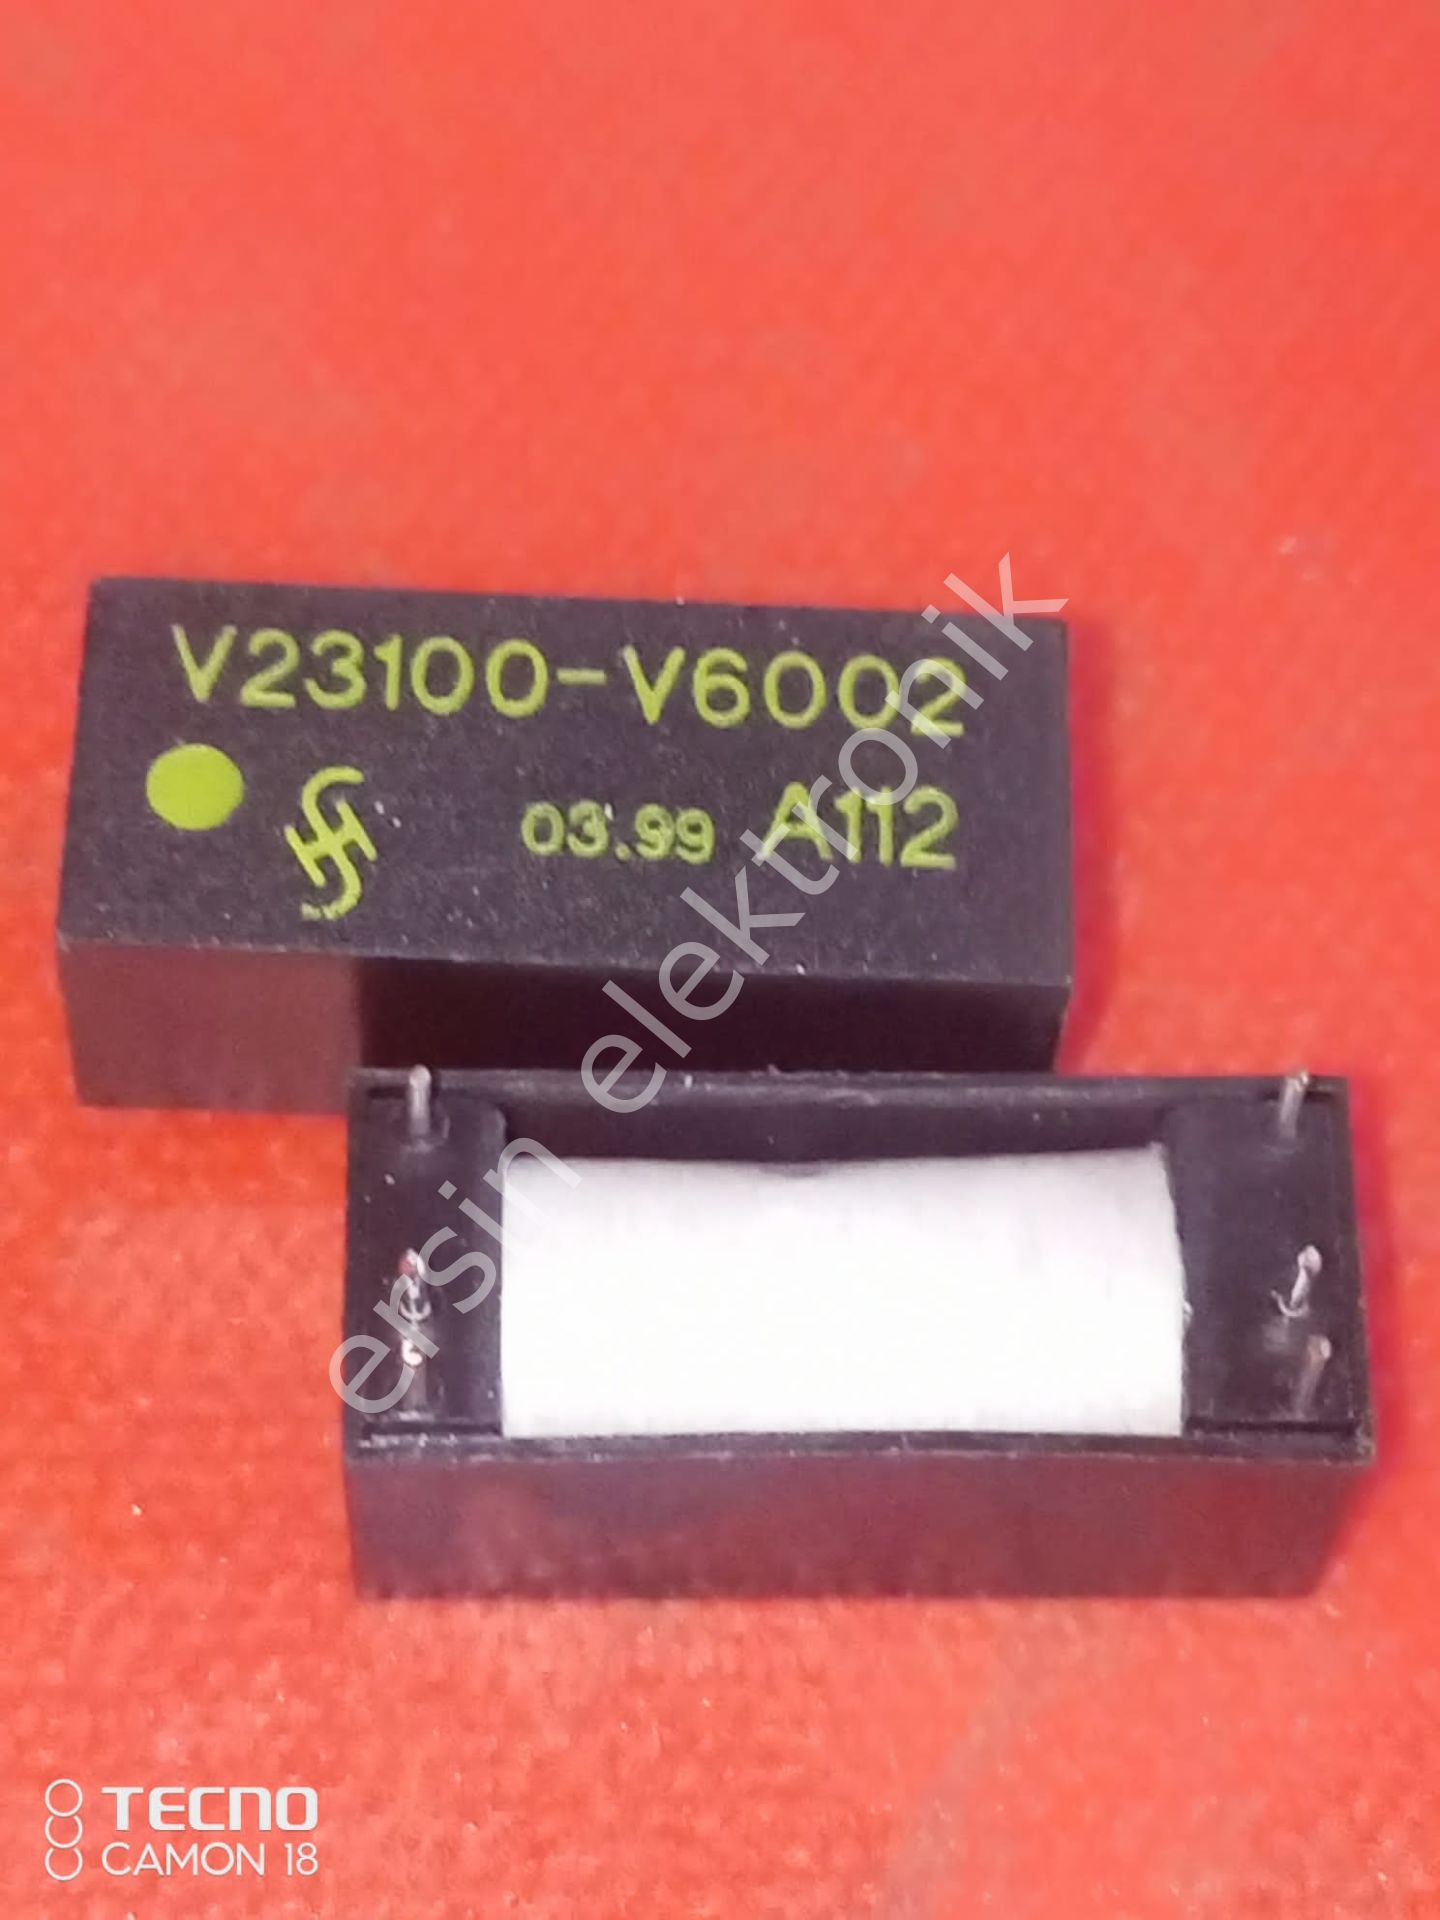 V23100-V6002
03.99 A112
ersin elektronik
TECNO
CAMON 18